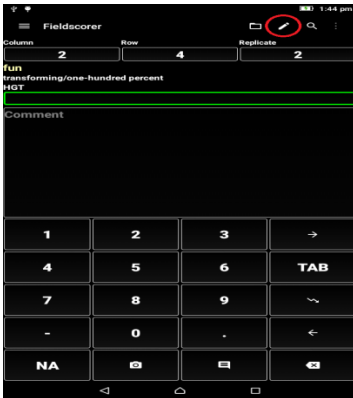 1:44 pm
Fieldscorer
Column Row Replicate
2 4 2
fun
transforming/one-hundred percent
HGT
Comment
1 2 3
4 5 6 TAB
7 8 9
- 0 .
NA